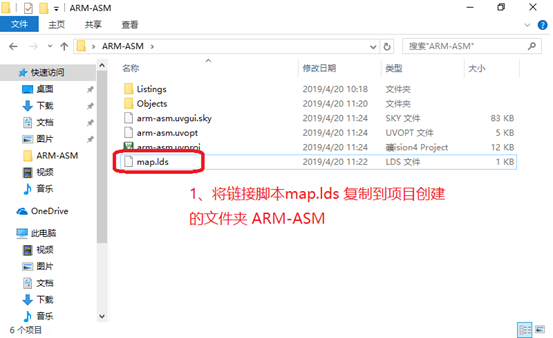 ARM-ASM
文件
主页
共享
查看
ARM-ASM
搜索"ARM-ASM"
快速访问
桌面
下载
文档
图片
ARM-ASM
视频
音乐
OneDrive
此电脑
视频
图片
文档
下载
音乐
名称 修改日期 类型 大小
Listings 2019/4/20 10:18 文件夹
Objects 2019/4/20 11:24 文件夹
arm-asm.uvgui.sky 2019/4/20 11:24 SKY 文件 83 KB
arm-asm.uvopt 2019/4/20 11:24 UVOPT 文件 5 KB
arm-asm.uvproj 2019/4/20 11:24 ision4 Project 12 KB
map.lds 2019/4/20 11:22 LDS 文件 1 KB
1、将链接脚本map.lds 复制到项目创建
的文件夹 ARM-ASM
6 个项目